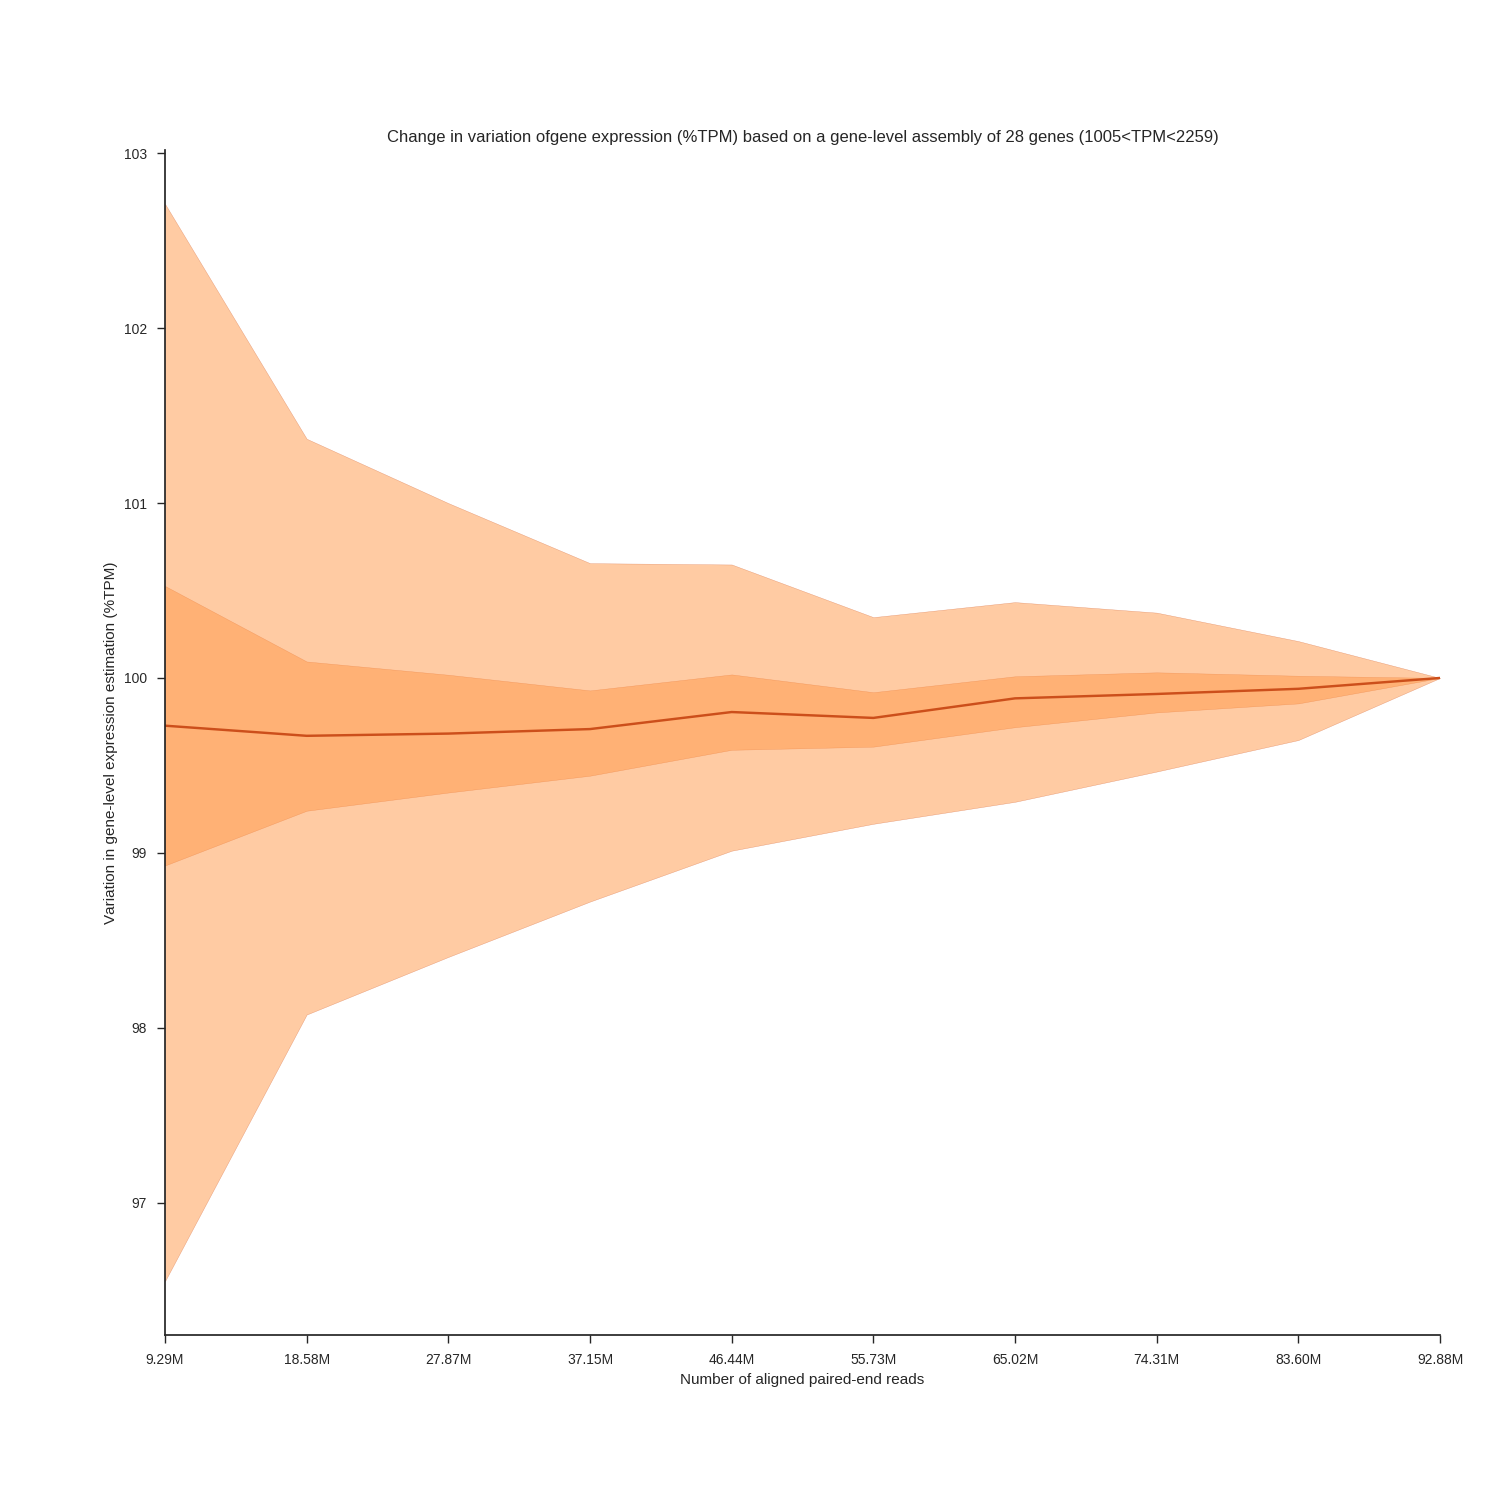 Change in variation ofgene expression (%TPM) based on a gene-level assembly of 28 genes (1005<TPM<2259)
103
102
101
100
99
98
97
Variation in gene-level expression estimation (%TPM)
9.29M 18.58M 27.87M 37.15M 46.44M 55.73M 65.02M 74.31M 83.60M 92.88M
Number of aligned paired-end reads